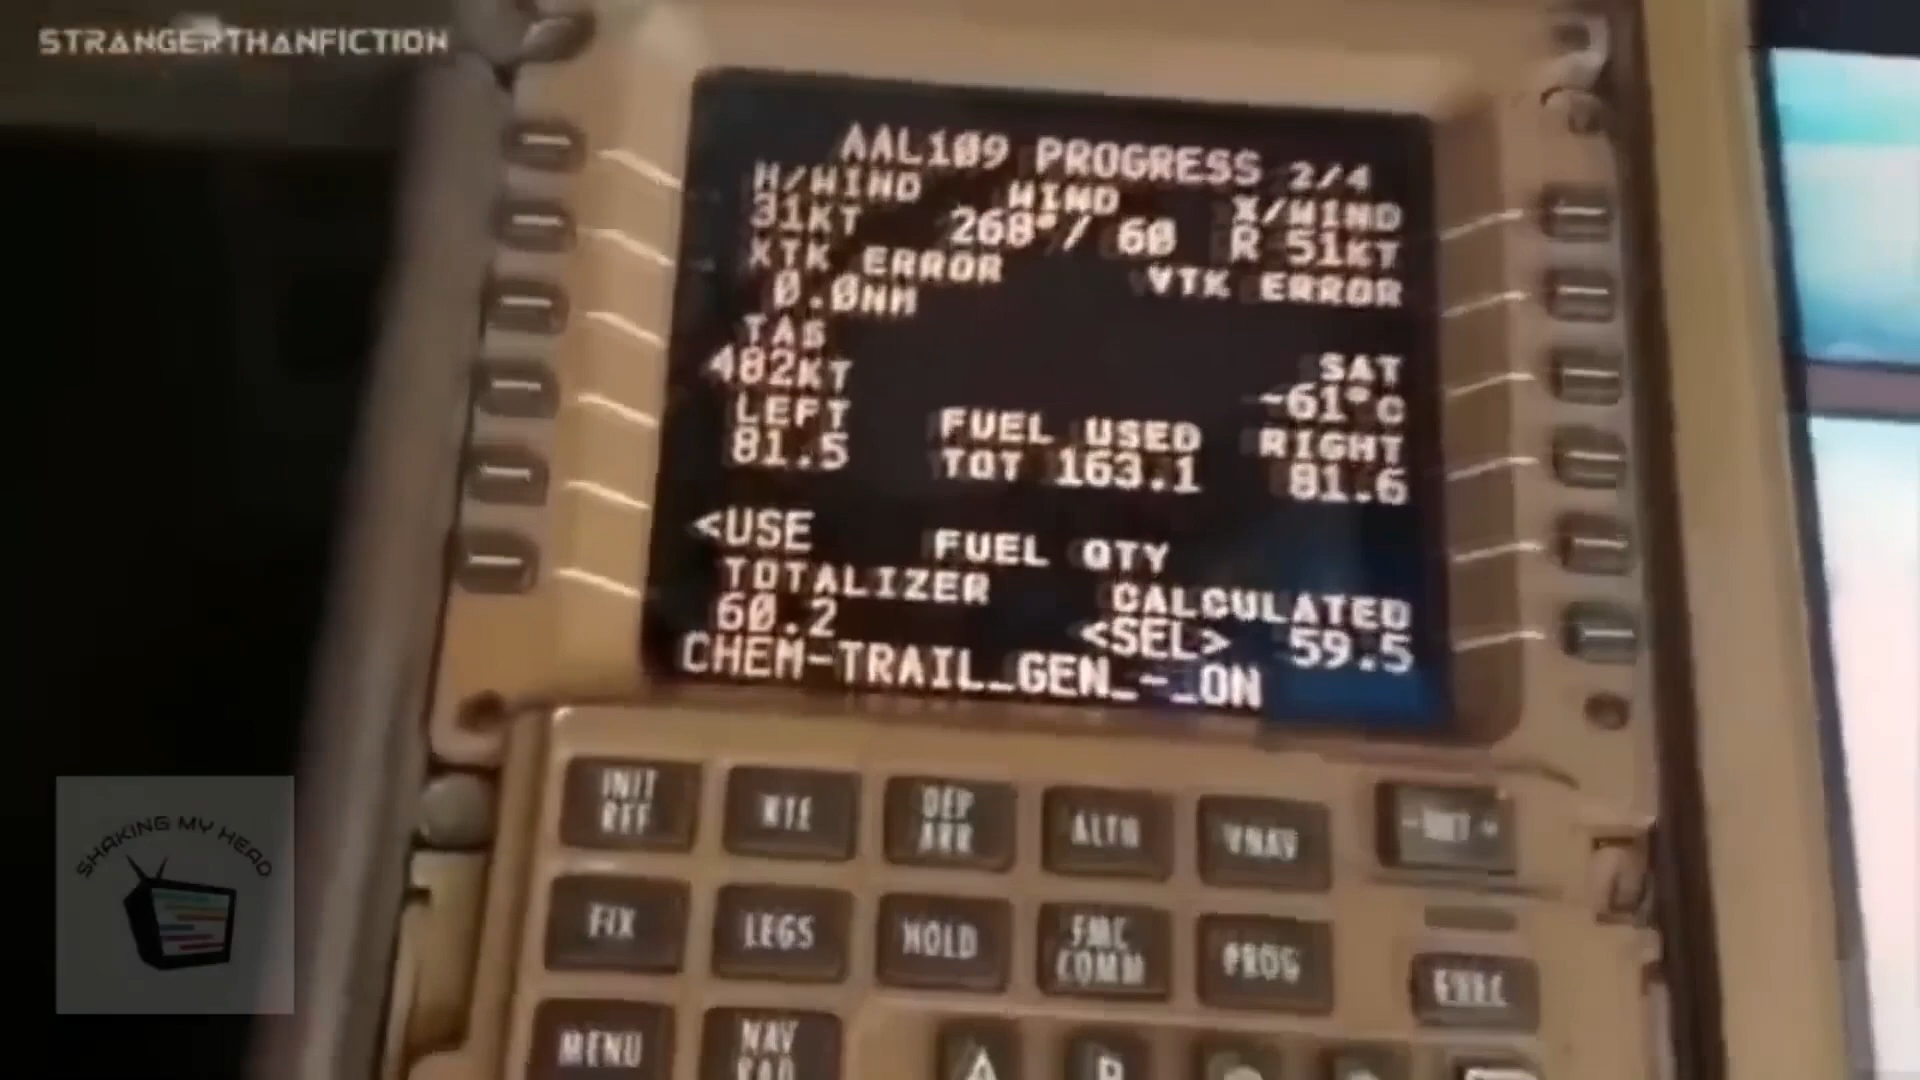 STRANGERTHANFICTION
AAL109 PROGRESS 2/4
H/WIND WIND X/WIND
31KT 268°/ 60 R 51KT
XTK ERROR VTK ERROR
0.0NM
TAS SAT
482KT -61°C
LEFT FUEL USED RIGHT
81.5 TOT 163.1 81.6
<USE FUEL QTY
TOTALIZER CALCULATED
60.2 <SEL> 59.5
CHEM-TRAIL_GEN_-_ON
INIT REF RTE DEP ARR ALTN VNAV
FIX LEGS HOLD FMC COMM PROG EXEC
MENU NAV RAD
A B
SHAKING MY HEAD